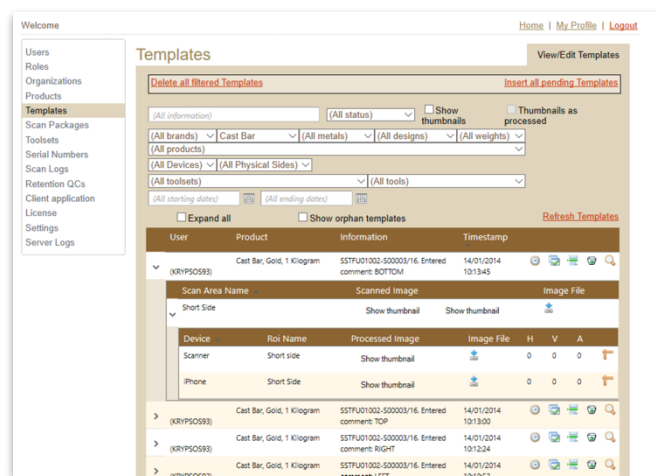 Welcome
Home | My Profile | Logout
Users
Roles
Organizations
Products
Templates
Scan Packages
Toolsets
Serial Numbers
Scan Logs
Retention QCs
Client application
License
Settings
Server Logs
Templates
View/Edit Templates
Delete all filtered Templates
Insert all pending Templates
(All information)
(All status)
Show thumbnails
Thumbnails as processed
(All brands)
Cast Bar
(All metals)
(All designs)
(All weights)
(All products)
(All Devices)
(All Physical Sides)
(All toolsets)
(All tools)
(All starting dates)
(All ending dates)
Expand all
Show orphan templates
Refresh Templates
User Product Information Timestamp
(KRYPSOS93) Cast Bar, Gold, 1 Kilogram SSTFU01002-S00003/16. Entered comment: BOTTOM 14/01/2014 10:13:45
Scan Area Name Scanned Image Image File
Short Side Show thumbnail Show thumbnail
Device Roi Name Processed Image Image File H V A
Scanner Short side Show thumbnail 0 0 0
iPhone Short Side Show thumbnail 0 0 0
(KRYPSOS93) Cast Bar, Gold, 1 Kilogram SSTFU01002-S00003/16. Entered comment: TOP 14/01/2014 10:13:00
(KRYPSOS93) Cast Bar, Gold, 1 Kilogram SSTFU01002-S00003/16. Entered comment: RIGHT 14/01/2014 10:12:24
Cast Bar, Gold, 1 Kilogram SSTFU01002-S00003/16. Entered 14/01/2014